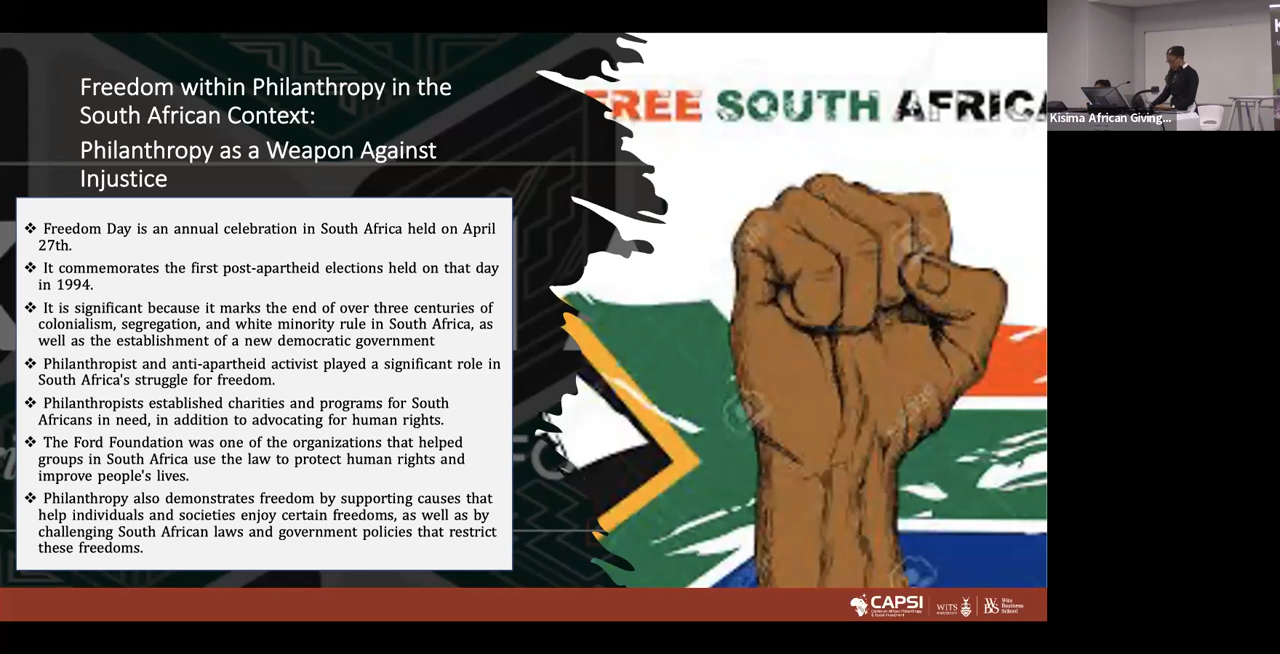 Freedom within Philanthropy in the
South African Context:
Philanthropy as a Weapon Against
Injustice
❖ Freedom Day is an annual celebration in South Africa held on April
27th.
❖ It commemorates the first post-apartheid elections held on that day
in 1994.
❖ It is significant because it marks the end of over three centuries of
colonialism, segregation, and white minority rule in South Africa, as
well as the establishment of a new democratic government
❖ Philanthropist and anti-apartheid activist played a significant role in
South Africa's struggle for freedom.
❖ Philanthropists established charities and programs for South
Africans in need, in addition to advocating for human rights.
❖ The Ford Foundation was one of the organizations that helped
groups in South Africa use the law to protect human rights and
improve people's lives.
❖ Philanthropy also demonstrates freedom by supporting causes that
help individuals and societies enjoy certain freedoms, as well as by
challenging South African laws and government policies that restrict
these freedoms.
FREE SOUTH AFRICA
Kisima African Giving...
CAPSI
WITS
WBS
Wits
Business
School